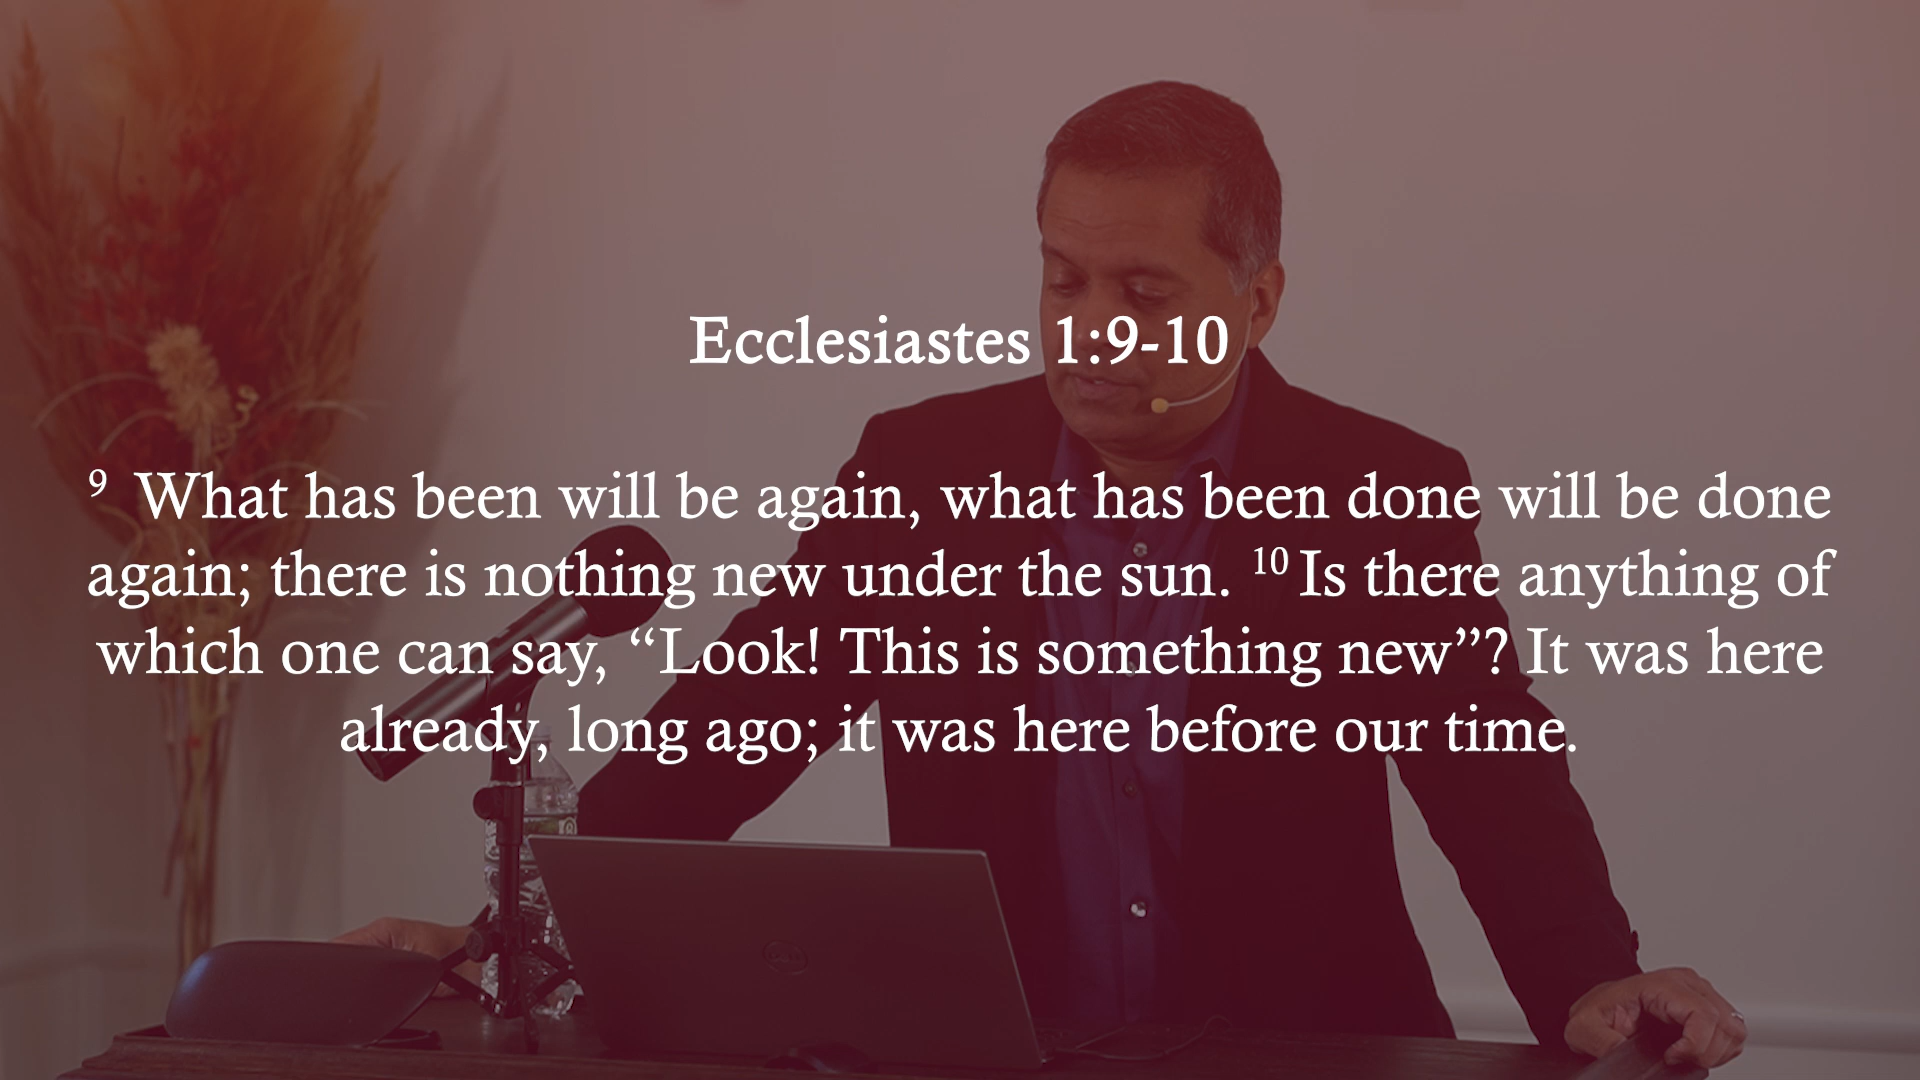 Ecclesiastes 1:9-10
⁹ What has been will be again, what has been done will be done
again; there is nothing new under the sun. ¹⁰ Is there anything of
which one can say, “Look! This is something new”? It was here
already, long ago; it was here before our time.
DELL